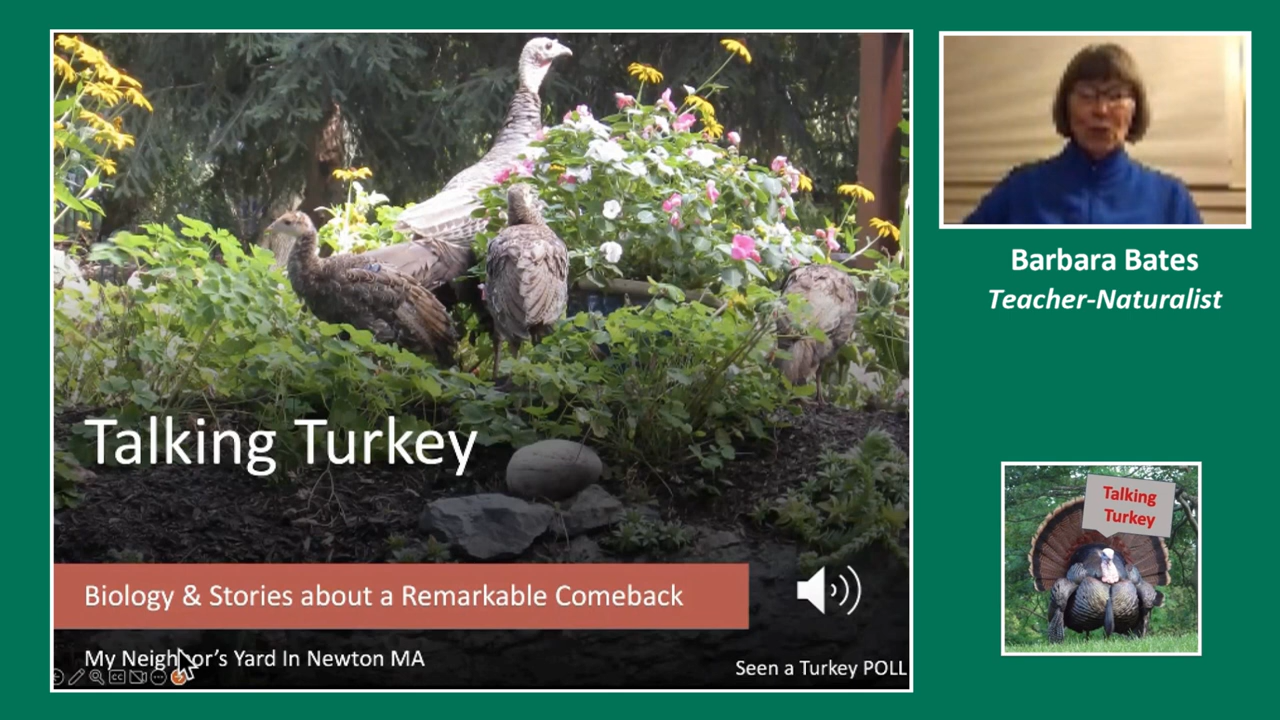 Talking Turkey
Biology & Stories about a Remarkable Comeback
My Neighbor's Yard In Newton MA
Seen a Turkey POLL
CC
Barbara Bates
Teacher-Naturalist
Talking
Turkey